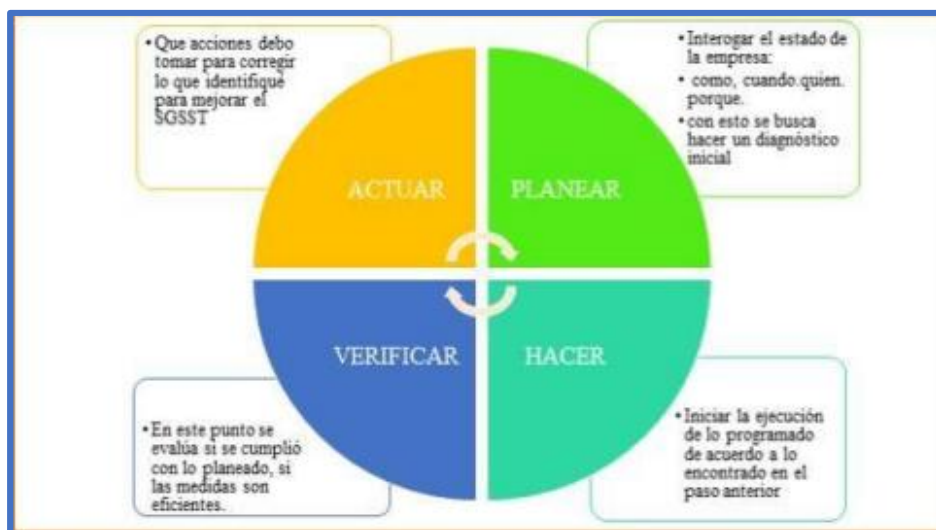 • Que acciones debo
tomar para corregir
lo que identifique
para mejorar el
SGSST
• Interogar el estado de
la empresa:
• como, cuando.quien.
porque.
• con esto se busca
hacer un diagnóstico
inicial
ACTUAR
PLANEAR
VERIFICAR
HACER
• En este punto se
evalúa si se cumplió
con lo planeado, si
las medidas son
eficientes.
• Iniciar la ejecución
de lo programado
de acuerdo a lo
encontrado en el
paso anterior